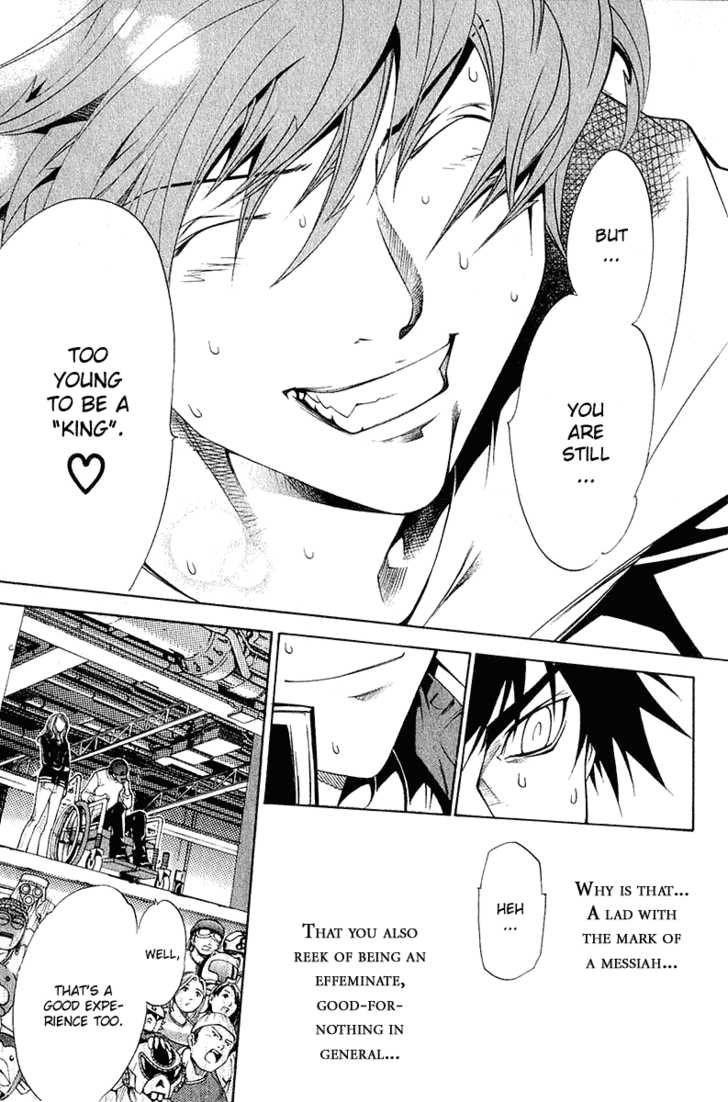 BUT
...
YOU
ARE
STILL
...
TOO
YOUNG
TO BE A
"KING".
♡
WHY IS THAT...
A LAD WITH
THE MARK OF
A MESSIAH...
HEH
...
THAT YOU ALSO
REEK OF BEING AN
EFFEMINATE,
GOOD-FOR-
NOTHING IN
GENERAL...
WELL,
THAT'S A
GOOD EXPE-
RIENCE TOO.